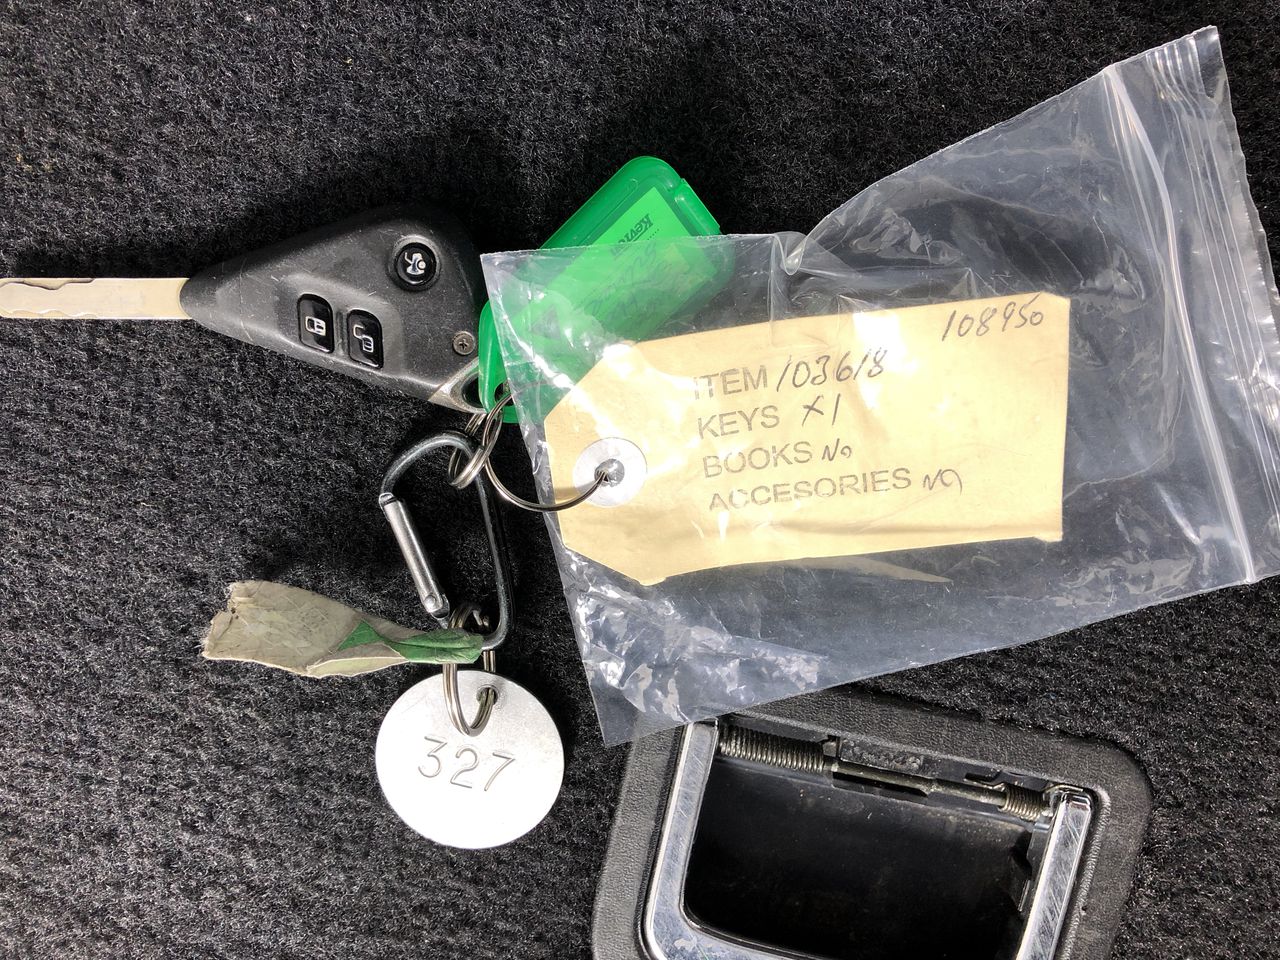 108950
ITEM 103618
KEYS x1
BOOKS No
ACCESORIES NO
327